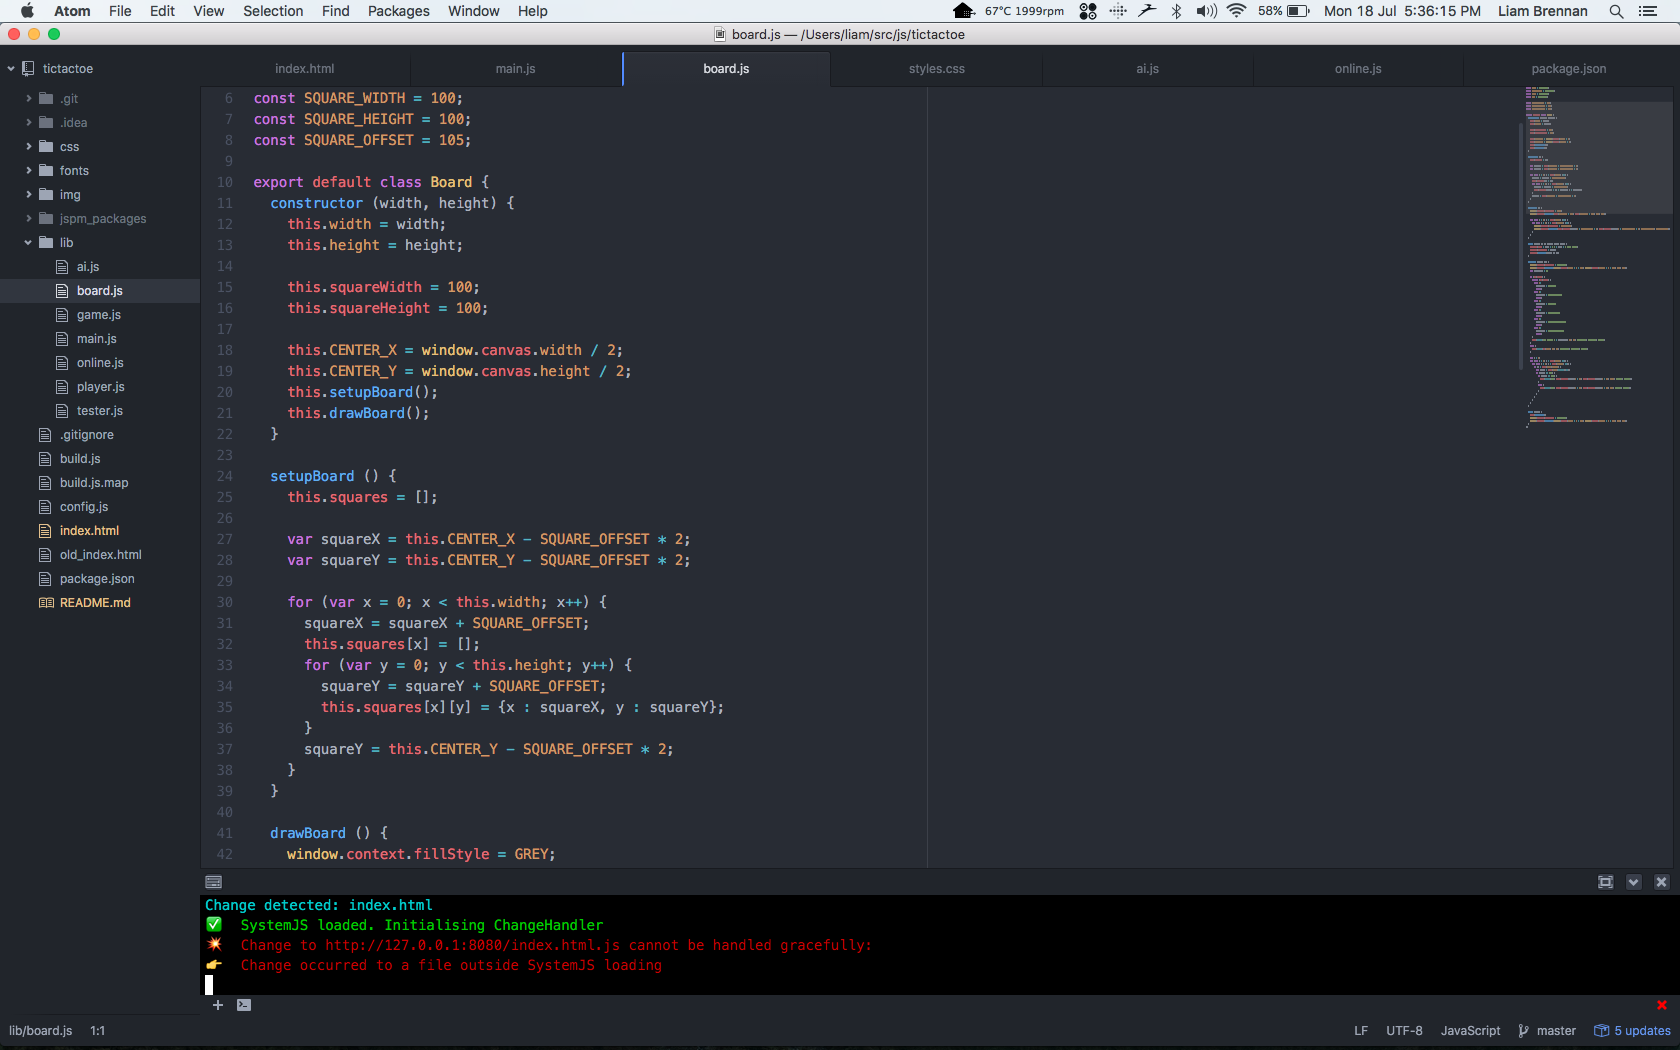 Atom File Edit View Selection Find Packages Window Help 67°C 1999rpm 58% Mon 18 Jul 5:36:15 PM Liam Brennan
board.js — /Users/liam/src/js/tictactoe
tictactoe
.git
.idea
css
fonts
img
jspm_packages
lib
ai.js
board.js
game.js
main.js
online.js
player.js
tester.js
.gitignore
build.js
build.js.map
config.js
index.html
old_index.html
package.json
README.md
index.html main.js board.js styles.css ai.js online.js package.json
6 const SQUARE_WIDTH = 100;
7 const SQUARE_HEIGHT = 100;
8 const SQUARE_OFFSET = 105;
9
10 export default class Board {
11 constructor (width, height) {
12 this.width = width;
13 this.height = height;
14
15 this.squareWidth = 100;
16 this.squareHeight = 100;
17
18 this.CENTER_X = window.canvas.width / 2;
19 this.CENTER_Y = window.canvas.height / 2;
20 this.setupBoard();
21 this.drawBoard();
22 }
23
24 setupBoard () {
25 this.squares = [];
26
27 var squareX = this.CENTER_X - SQUARE_OFFSET * 2;
28 var squareY = this.CENTER_Y - SQUARE_OFFSET * 2;
29
30 for (var x = 0; x < this.width; x++) {
31 squareX = squareX + SQUARE_OFFSET;
32 this.squares[x] = [];
33 for (var y = 0; y < this.height; y++) {
34 squareY = squareY + SQUARE_OFFSET;
35 this.squares[x][y] = {x : squareX, y : squareY};
36 }
37 squareY = this.CENTER_Y - SQUARE_OFFSET * 2;
38 }
39 }
40
41 drawBoard () {
42 window.context.fillStyle = GREY;
Change detected: index.html
✅ SystemJS loaded. Initialising ChangeHandler
💥 Change to http://127.0.0.1:8080/index.html.js cannot be handled gracefully:
👉 Change occurred to a file outside SystemJS loading
lib/board.js 1:1 LF UTF-8 JavaScript master 5 updates